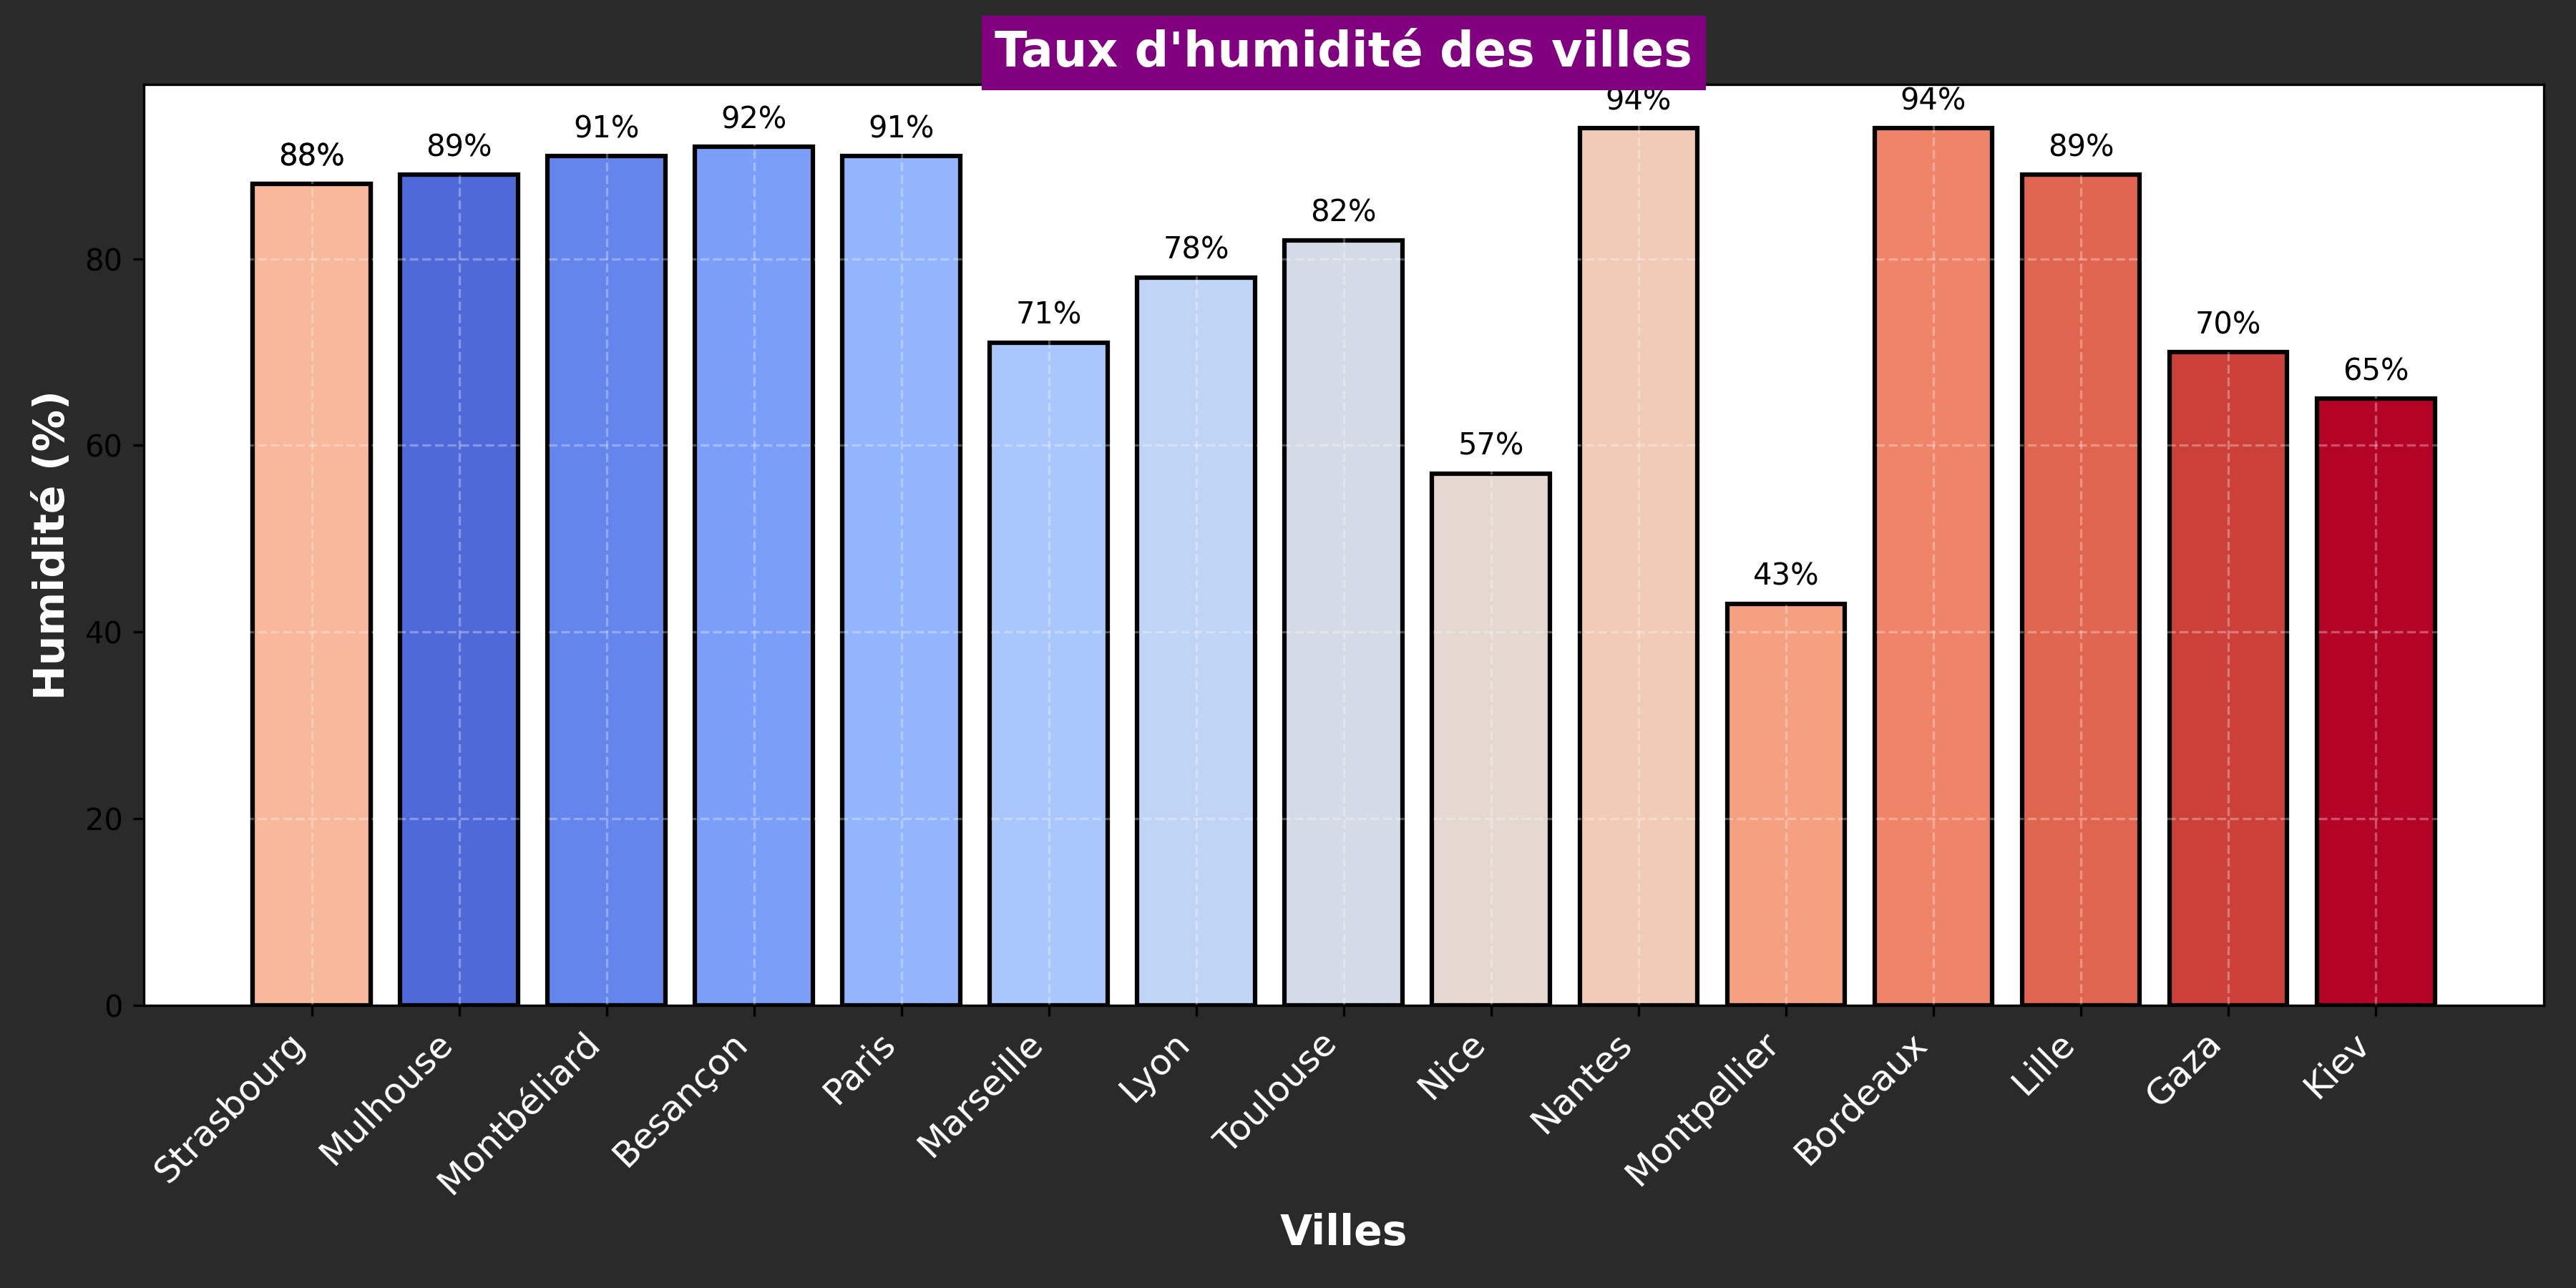 Taux d'humidité des villes
88%
89%
91%
92%
91%
71%
78%
82%
57%
94%
43%
94%
89%
70%
65%
Humidité (%)
80
60
40
20
0
Strasbourg
Mulhouse
Montbéliard
Besançon
Paris
Marseille
Lyon
Toulouse
Nice
Nantes
Montpellier
Bordeaux
Lille
Gaza
Kiev
Villes